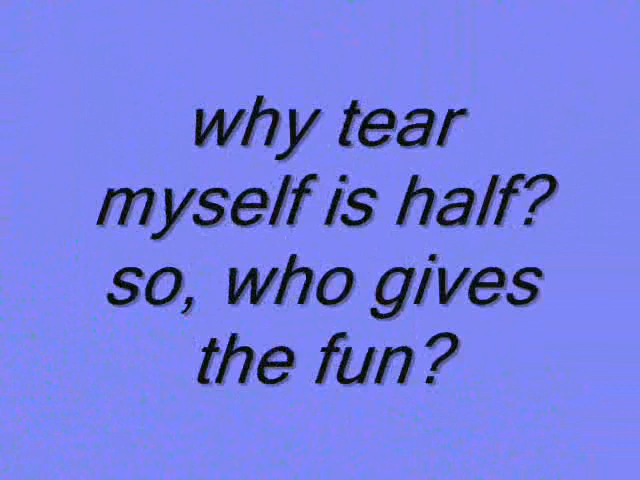 why tear
myself is half?
so, who gives
the fun?